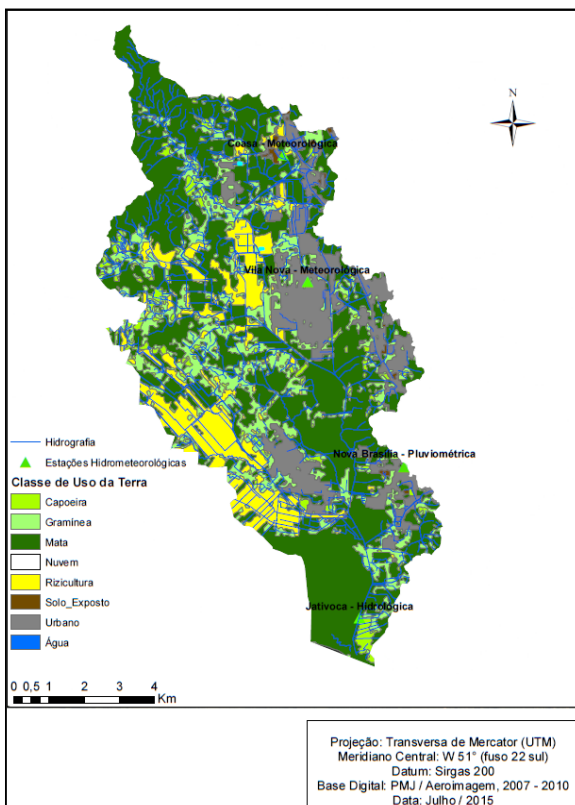 N
Ceasa - Meteorológica
Vila Nova - Meteorológica
Nova Brasília - Pluviométrica
Jativoca - Hidrológica
Hidrografia
Estações Hidrometeorológicas
Classe de Uso da Terra
Capoeira
Gramínea
Mata
Nuvem
Rizicultura
Solo_Exposto
Urbano
Água
0 0,5 1 2 3 4
Km
Projeção: Transversa de Mercator (UTM)
Meridiano Central: W 51° (fuso 22 sul)
Datum: Sirgas 200
Base Digital: PMJ / Aeroimagem, 2007 - 2010
Data: Julho / 2015